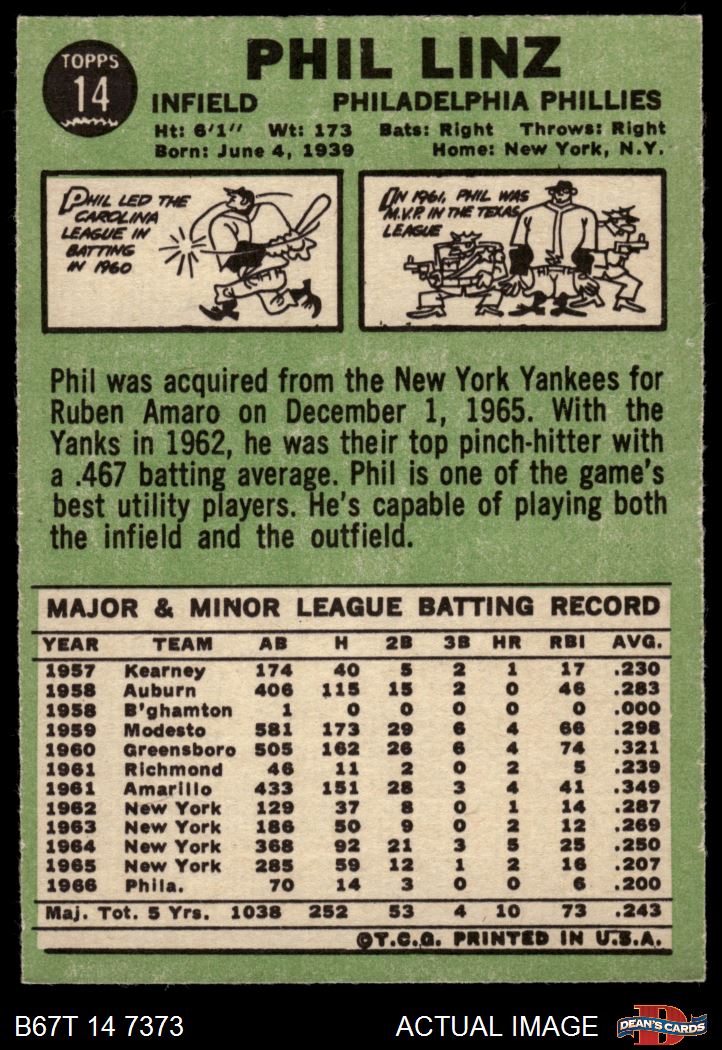 TOPPS
14
PHIL LINZ
INFIELD PHILADELPHIA PHILLIES
Ht: 6'1" Wt: 173 Bats: Right Throws: Right
Born: June 4, 1939 Home: New York, N.Y.
PHIL LED THE
CAROLINA
LEAGUE IN
BATTING
IN 1960
IN 1961, PHIL WAS
M.V.P. IN THE TEXAS
LEAGUE
Phil was acquired from the New York Yankees for
Ruben Amaro on December 1, 1965. With the
Yanks in 1962, he was their top pinch-hitter with
a .467 batting average. Phil is one of the game's
best utility players. He's capable of playing both
the infield and the outfield.
MAJOR & MINOR LEAGUE BATTING RECORD
YEAR TEAM AB H 2B 3B HR RBI AVG.
1957 Kearney 174 40 5 2 1 17 .230
1958 Auburn 406 115 15 2 0 46 .283
1958 B'ghamton 1 0 0 0 0 0 .000
1959 Modesto 581 173 29 6 4 66 .298
1960 Greensboro 505 162 26 6 4 74 .321
1961 Richmond 46 11 2 0 2 5 .239
1961 Amarillo 433 151 28 3 4 41 .349
1962 New York 129 37 8 0 1 14 .287
1963 New York 186 50 9 0 2 12 .269
1964 New York 368 92 21 3 5 25 .250
1965 New York 285 59 12 1 2 16 .207
1966 Phila. 70 14 3 0 0 6 .200
Maj. Tot. 5 Yrs. 1038 252 53 4 10 73 .243
©T.C.G. PRINTED IN U.S.A.
B67T 14 7373 ACTUAL IMAGE D DEAN'S CARDS